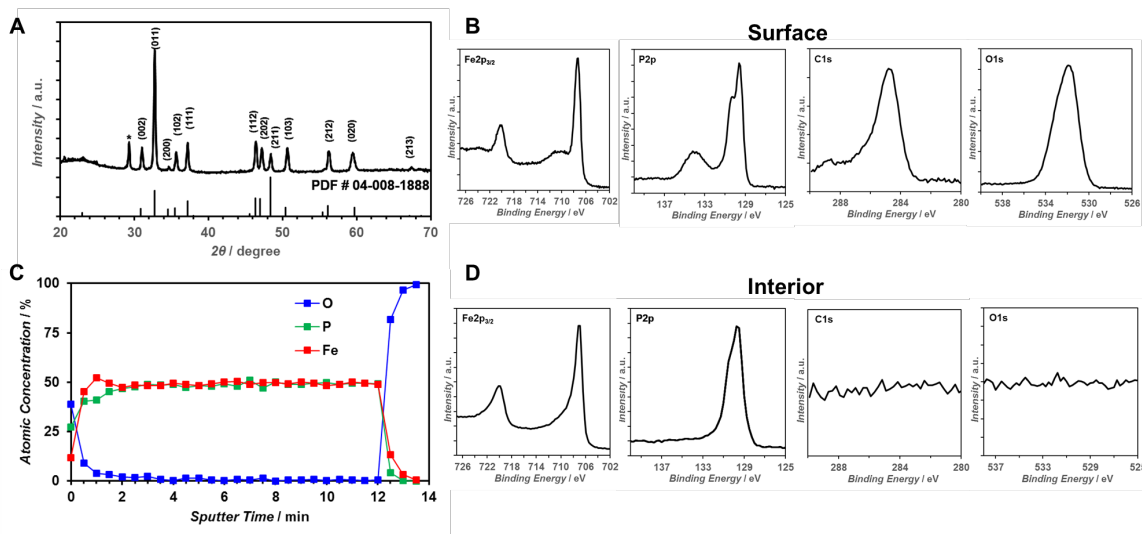 A
Intensity / a.u.
*
(002)
(011)
(200)
(102)
(111)
(112)
(202)
(211)
(103)
(212)
(020)
(213)
PDF # 04-008-1888
20 30 40 50 60 70
2θ / degree
B
Surface
Fe2p3/2
Intensity / a.u.
726 722 718 714 710 706 702
Binding Energy / eV
P2p
Intensity / a.u.
137 133 129 125
Binding Energy / eV
C1s
Intensity / a.u.
288 284 280
Binding Energy / eV
O1s
Intensity / a.u.
538 534 530 526
Binding Energy / eV
C
Atomic Concentration / %
100
75
50
25
0
O
P
Fe
0 2 4 6 8 10 12 14
Sputter Time / min
D
Interior
Fe2p3/2
Intensity / a.u.
726 722 718 714 710 706 702
Binding Energy / eV
P2p
Intensity / a.u.
137 133 129 125
Binding Energy / eV
C1s
Intensity / a.u.
288 284 280
Binding Energy / eV
O1s
Intensity / a.u.
537 532 529
Binding Energy / eV